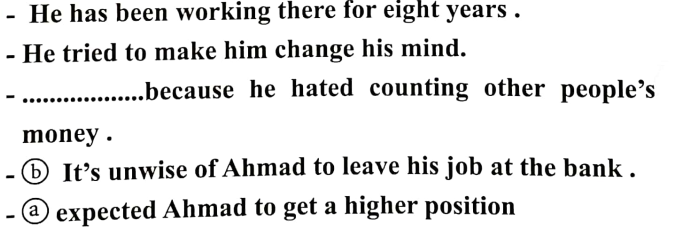 - He has been working there for eight years .
- He tried to make him change his mind.
- ...................because he hated counting other people's
money .
- ⓑ It's unwise of Ahmad to leave his job at the bank .
- ⓐ expected Ahmad to get a higher position